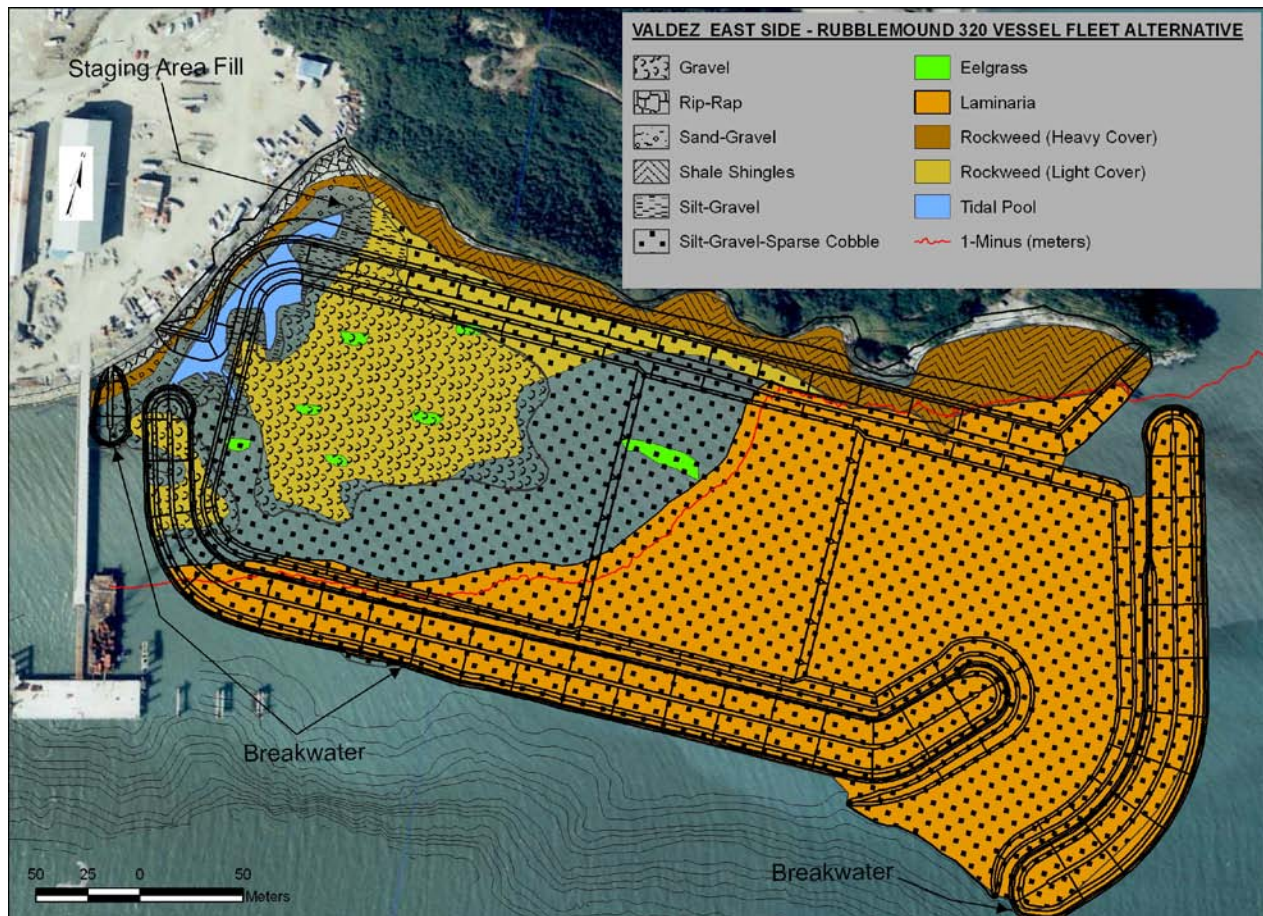 VALDEZ EAST SIDE - RUBBLEMOUND 320 VESSEL FLEET ALTERNATIVE
Gravel
Rip-Rap
Sand-Gravel
Shale Shingles
Silt-Gravel
Silt-Gravel-Sparse Cobble
Eelgrass
Laminaria
Rockweed (Heavy Cover)
Rockweed (Light Cover)
Tidal Pool
1-Minus (meters)
Staging Area Fill
N
Breakwater
Breakwater
50 25 0 50
Meters